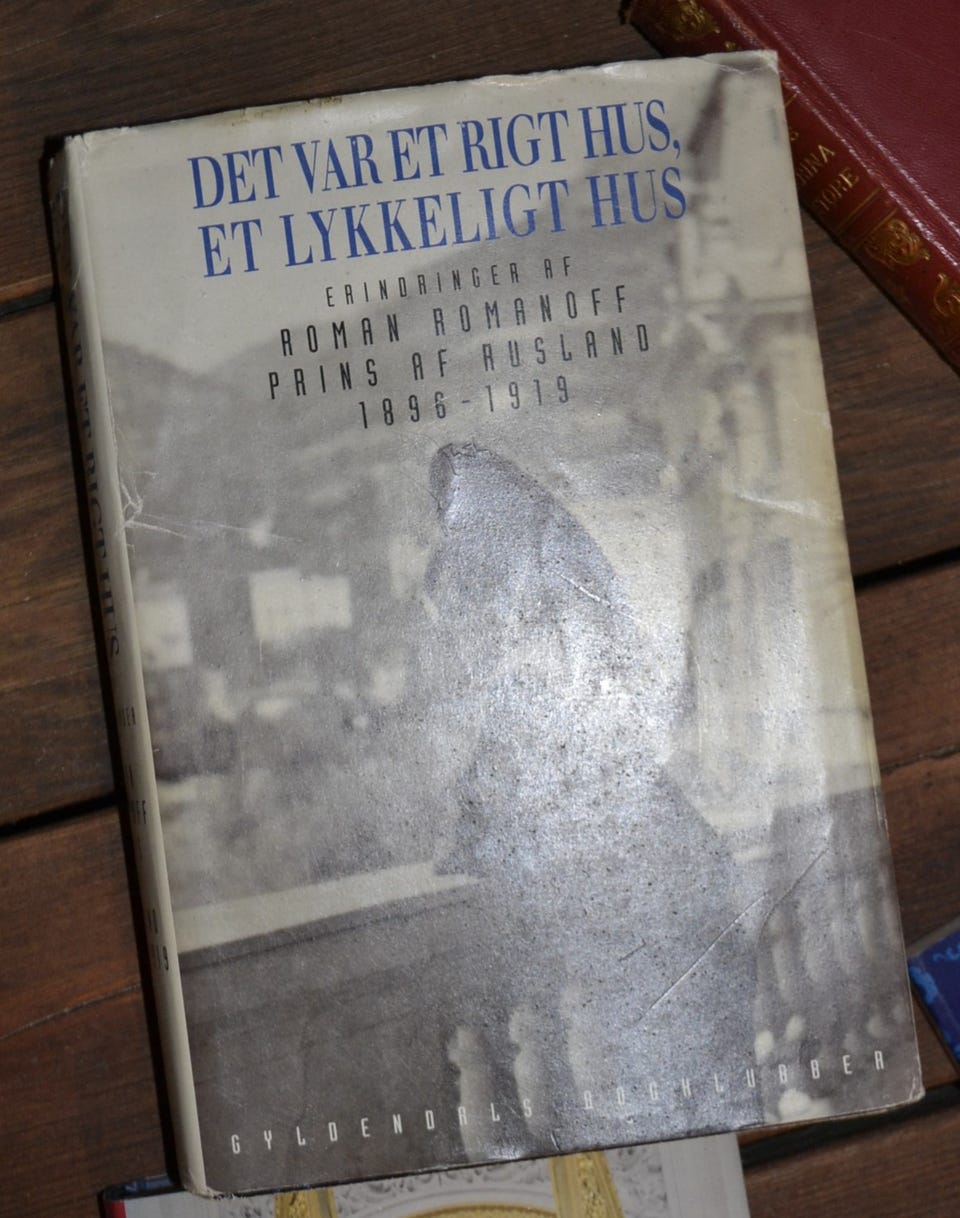 DET VAR ET RIGT HUS,
ET LYKKELIGT HUS
ERINDRINGER AF
ROMAN ROMANOFF
PRINS AF RUSLAND
1896-1919
GYLDENDALS BOGKLUBBER